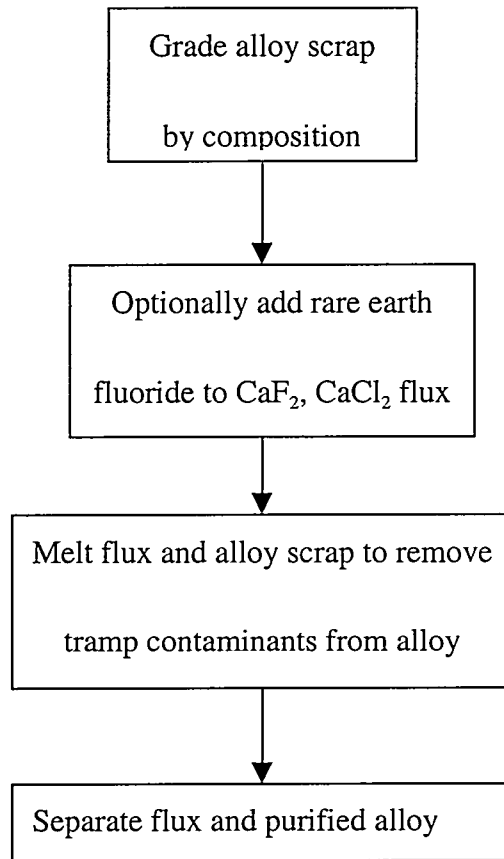 Grade alloy scrap
by composition
Optionally add rare earth
fluoride to CaF₂, CaCl₂ flux
Melt flux and alloy scrap to remove
tramp contaminants from alloy
Separate flux and purified alloy